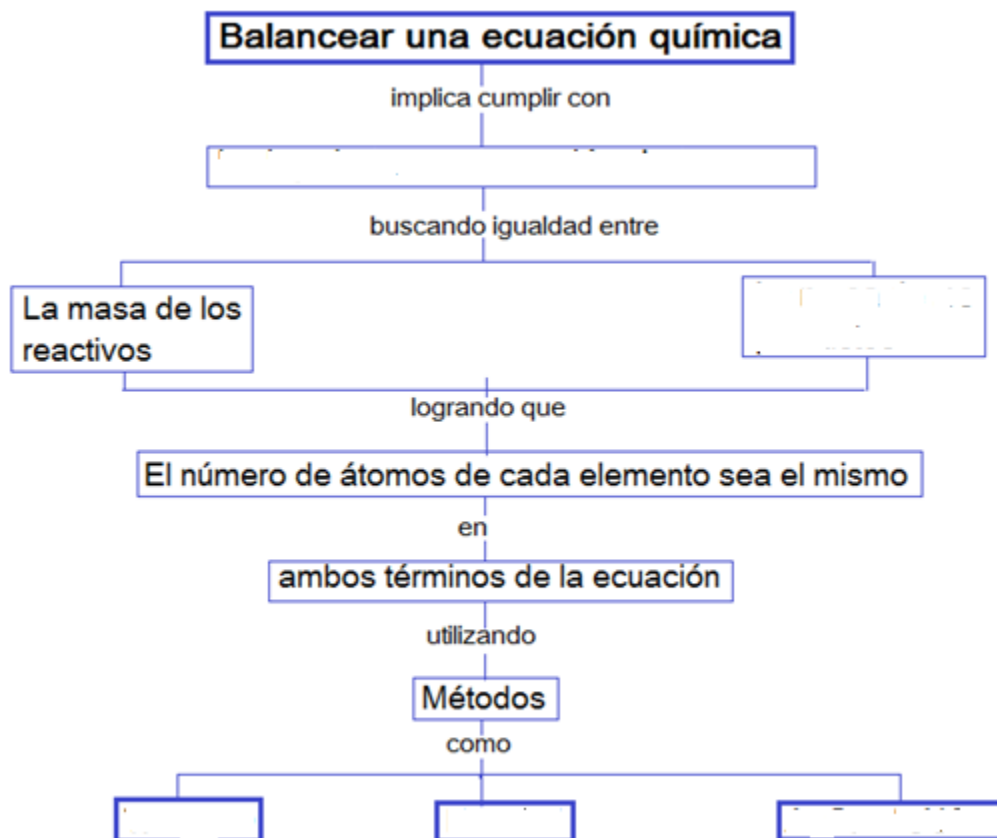 Balancear una ecuación química
implica cumplir con
buscando igualdad entre
La masa de los
reactivos
logrando que
El número de átomos de cada elemento sea el mismo
en
ambos términos de la ecuación
utilizando
Métodos
como